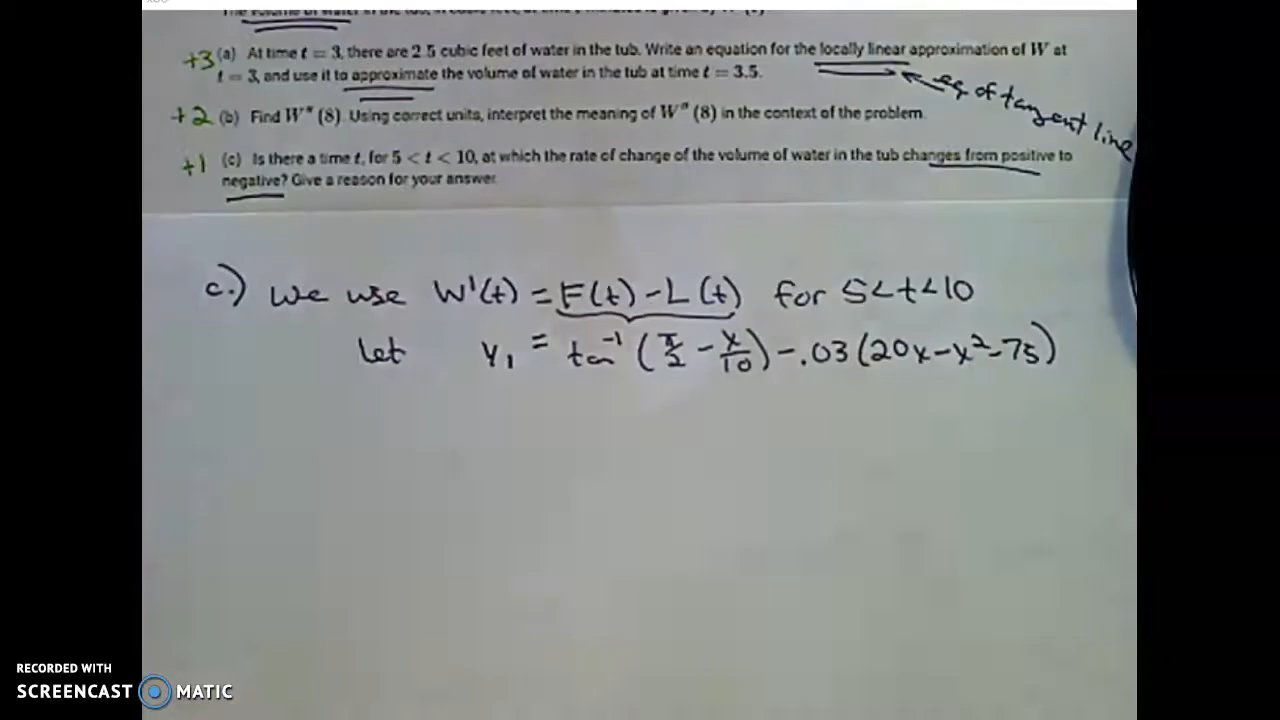 +3 (a) At time t = 3, there are 2.5 cubic feet of water in the tub. Write an equation for the locally linear approximation of W at
t = 3, and use it to approximate the volume of water in the tub at time t = 3.5.
eq of tangent line
+2 (b) Find W″ (8). Using correct units, interpret the meaning of W″ (8) in the context of the problem.
+1 (c) Is there a time t, for 5 < t < 10, at which the rate of change of the volume of water in the tub changes from positive to
negative? Give a reason for your answer.
c.) We use W'(t) = F(t) - L(t) for 5<t<10
let y₁ = tan⁻¹ (π/2 - x/10) - .03 (20x - x² - 75)
RECORDED WITH
SCREENCAST MATIC